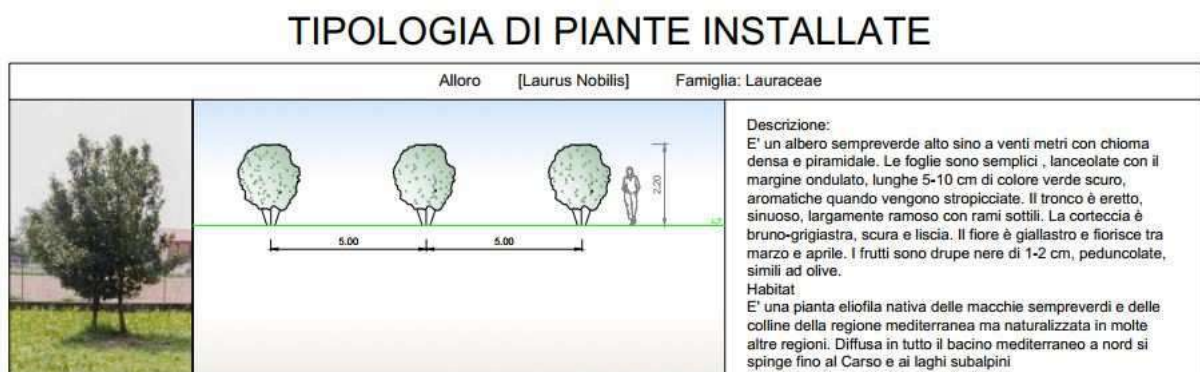 TIPOLOGIA DI PIANTE INSTALLATE
Alloro [Laurus Nobilis] Famiglia: Lauraceae
5.00 5.00
2,20
Descrizione:
E' un albero sempreverde alto sino a venti metri con chioma
densa e piramidale. Le foglie sono semplici , lanceolate con il
margine ondulato, lunghe 5-10 cm di colore verde scuro,
aromatiche quando vengono stropicciate. Il tronco è eretto,
sinuoso, largamente ramoso con rami sottili. La corteccia è
bruno-grigiastra, scura e liscia. Il fiore è giallastro e fiorisce tra
marzo e aprile. I frutti sono drupe nere di 1-2 cm, peduncolate,
simili ad olive.
Habitat
E' una pianta eliofila nativa delle macchie sempreverdi e delle
colline della regione mediterranea ma naturalizzata in molte
altre regioni. Diffusa in tutto il bacino mediterraneo a nord si
spinge fino al Carso e ai laghi subalpini